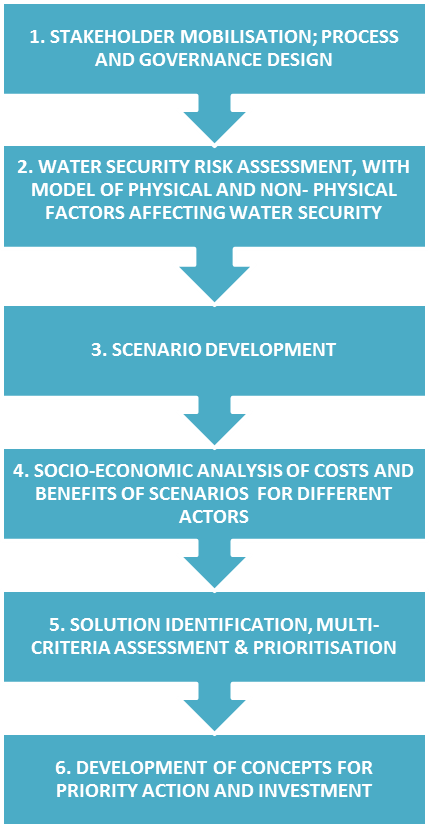 1. STAKEHOLDER MOBILISATION; PROCESS
AND GOVERNANCE DESIGN
2. WATER SECURITY RISK ASSESSMENT, WITH
MODEL OF PHYSICAL AND NON- PHYSICAL
FACTORS AFFECTING WATER SECURITY
3. SCENARIO DEVELOPMENT
4. SOCIO-ECONOMIC ANALYSIS OF COSTS AND
BENEFITS OF SCENARIOS  FOR DIFFERENT
ACTORS
5. SOLUTION IDENTIFICATION, MULTI-
CRITERIA ASSESSMENT & PRIORITISATION
6. DEVELOPMENT OF CONCEPTS FOR
PRIORITY ACTION AND INVESTMENT